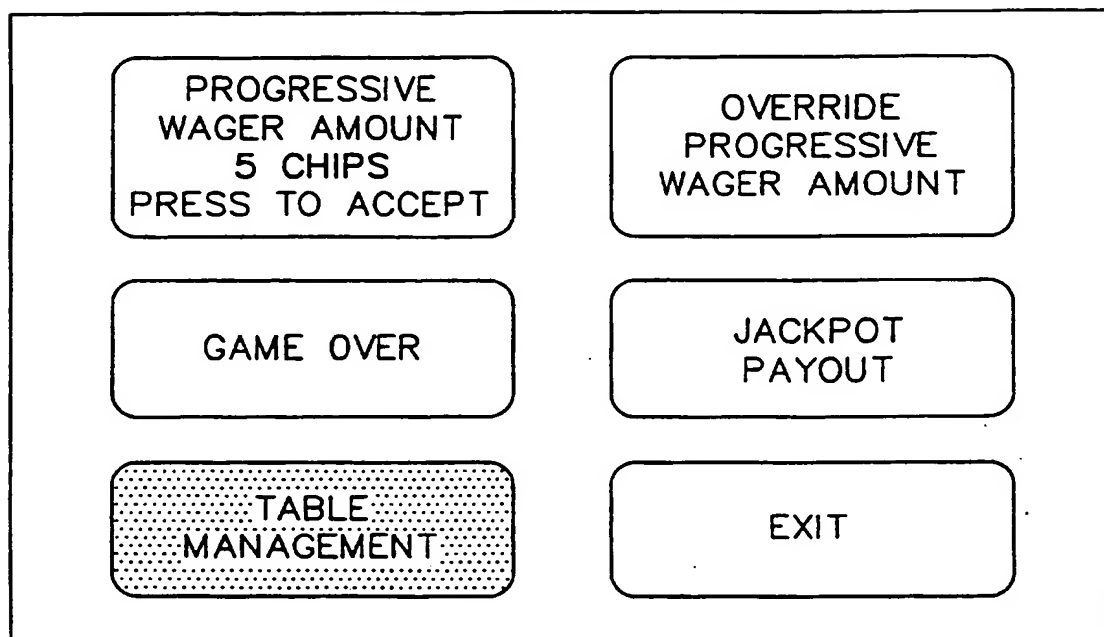 PROGRESSIVE
WAGER AMOUNT
5 CHIPS
PRESS TO ACCEPT
OVERRIDE
PROGRESSIVE
WAGER AMOUNT
GAME OVER
JACKPOT
PAYOUT
TABLE
MANAGEMENT
EXIT